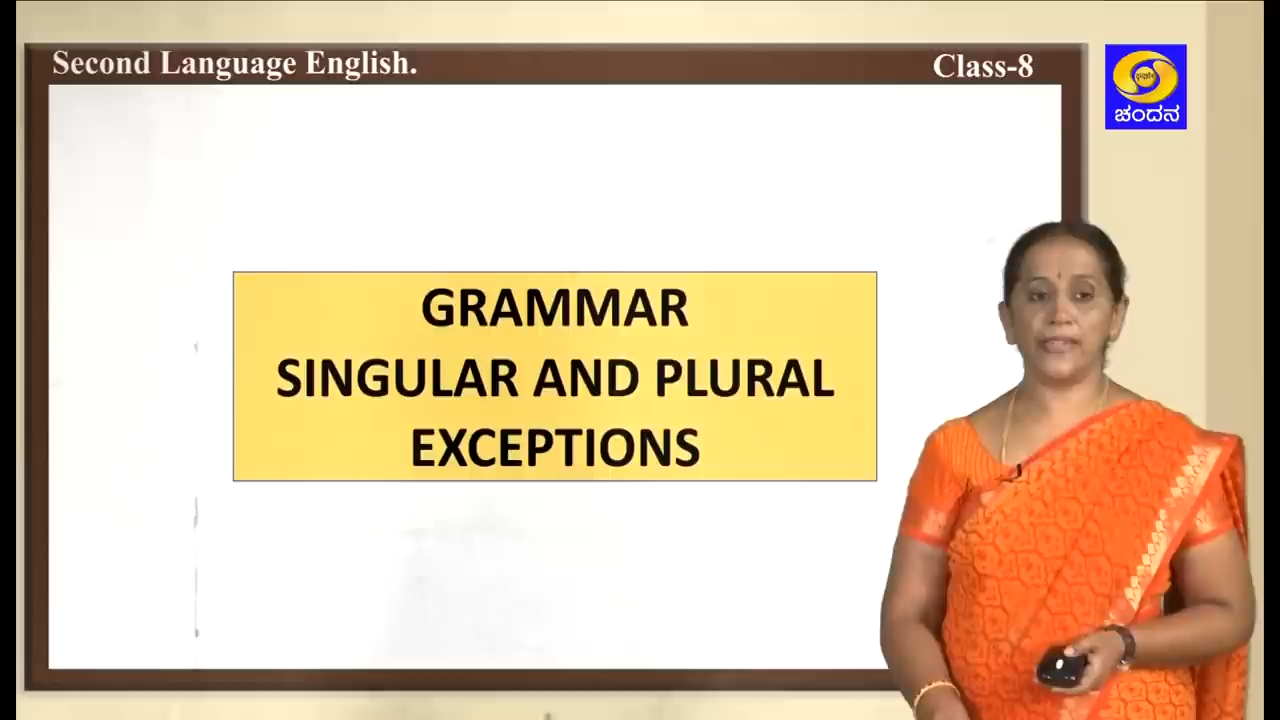 Second Language English.
Class-8
ಚಂದನ
GRAMMAR
SINGULAR AND PLURAL
EXCEPTIONS